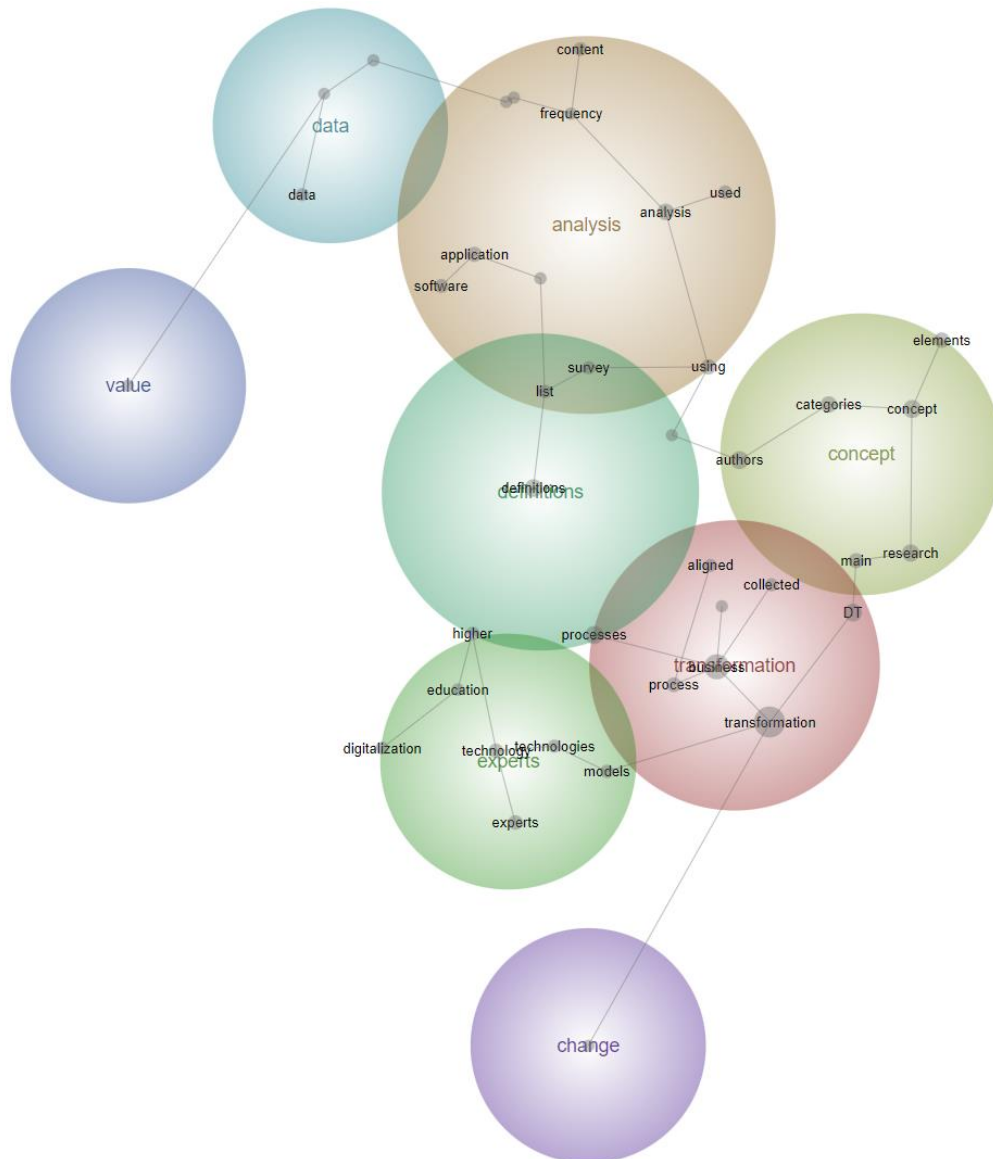 content
frequency
data
used
data
analysis
analysis
application
software
elements
using
survey
value
list
categories
concept
concept
authors
definitions
definitions
research
main
aligned
collected
DT
higher
processes
transformation
business
process
education
transformation
digitalization
technologies
technology
experts
models
experts
change